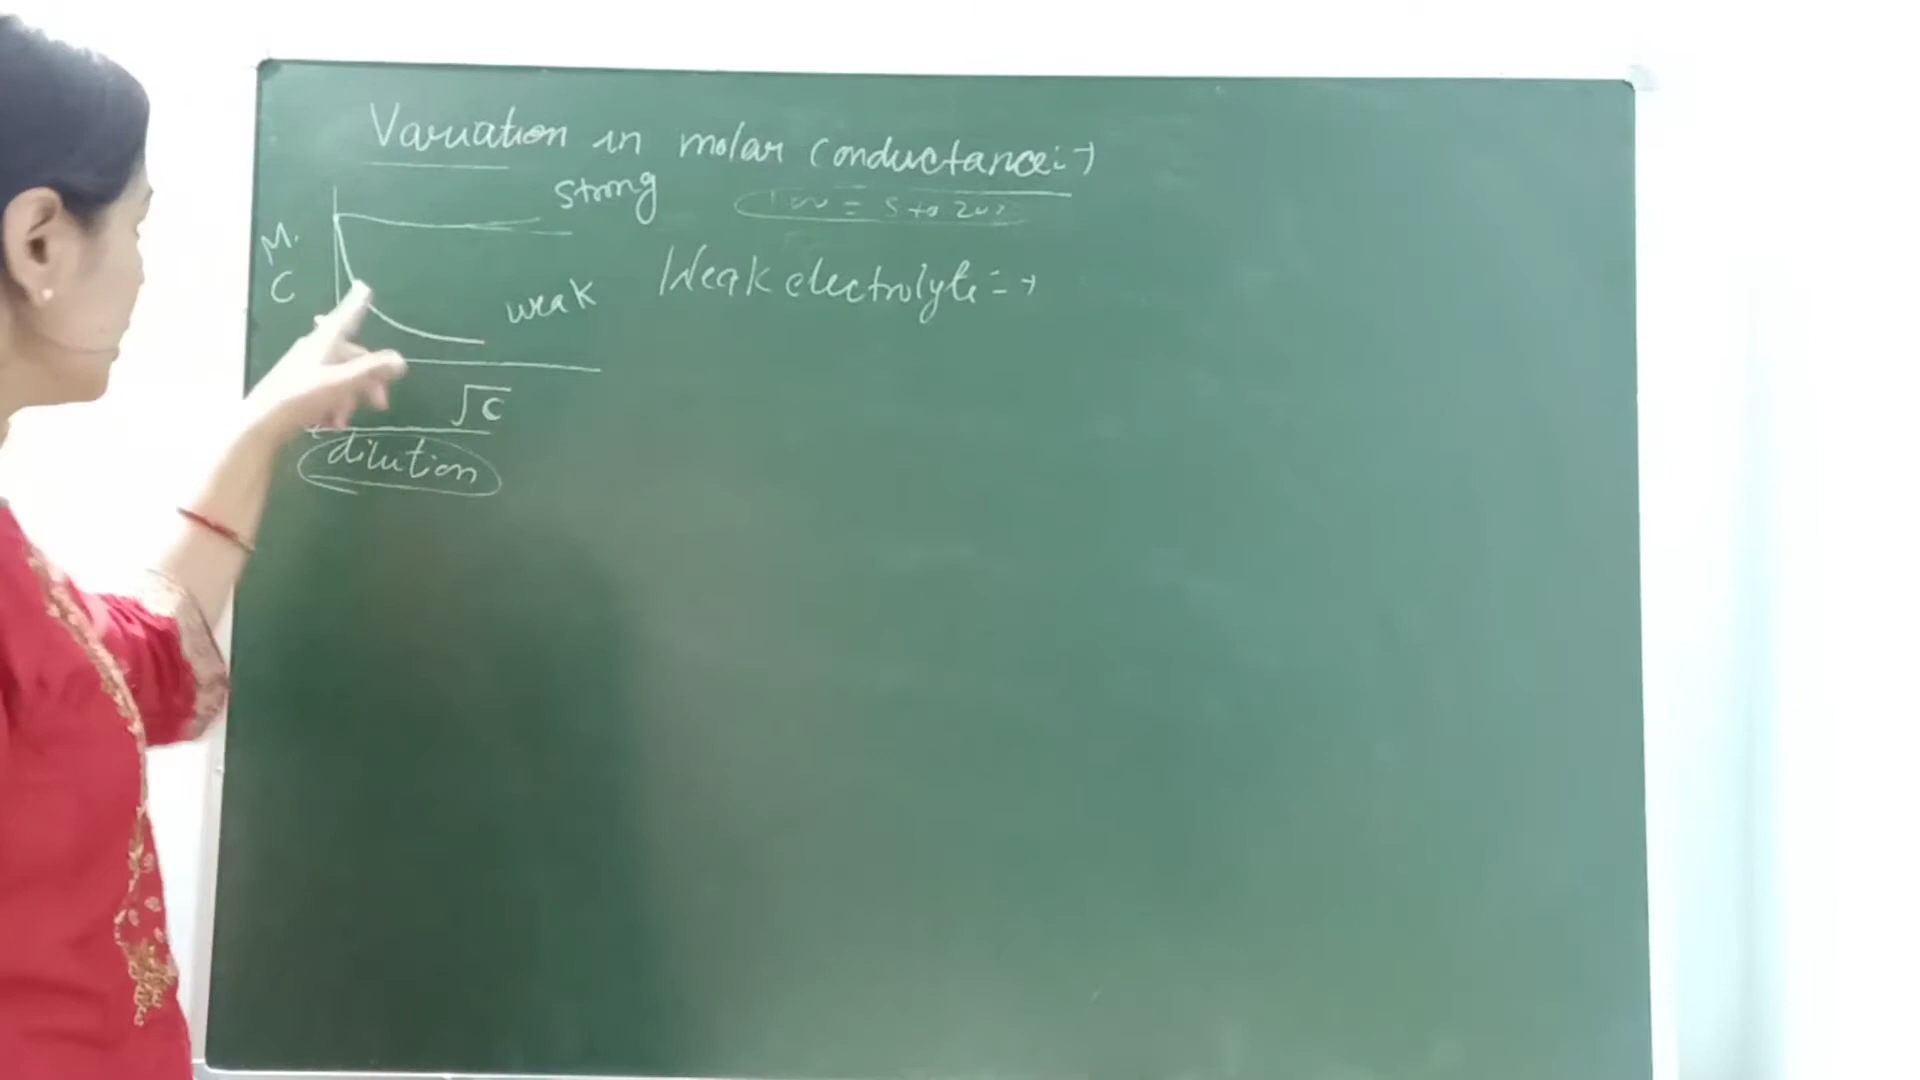 Variation in molar conductance:→
strong
M.
C
weak
√C
dilution
Weak electrolyte=→